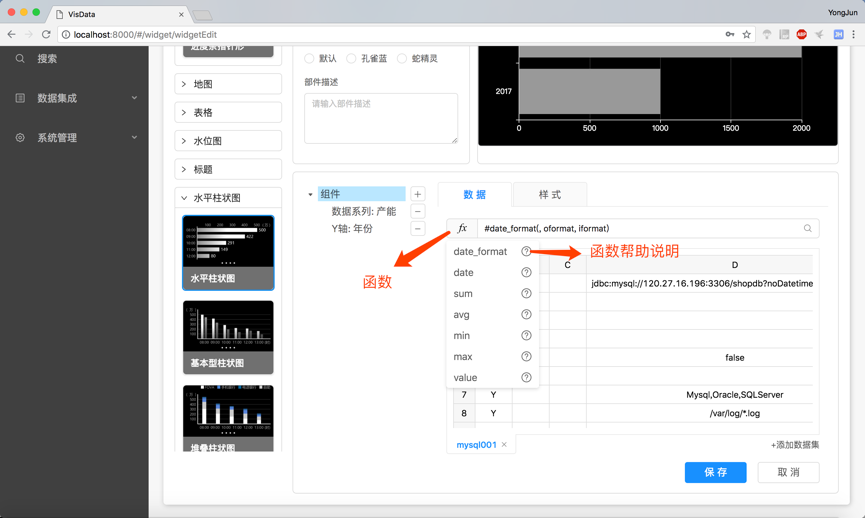 VisData
YongJun
localhost:8000/#/widget/widgetEdit
搜索
数据集成
系统管理
进度条指针形
地图
表格
水位图
标题
水平柱状图
水平柱状图
基本型柱状图
堆叠柱状图
默认
孔雀蓝
蛇精灵
部件描述
请输入部件描述
2017
0
500
1000
1500
2000
组件
数据系列: 产能
Y轴: 年份
数据
样式
fx
#date_format(, oformat, iformat)
函数
函数帮助说明
date_format
date
sum
avg
min
max
value
C
D
jdbc:mysql://120.27.16.196:3306/shopdb?noDatetime
false
7 Y Mysql,Oracle,SQLServer
8 Y /var/log/*.log
mysql001
+添加数据集
保存
取消